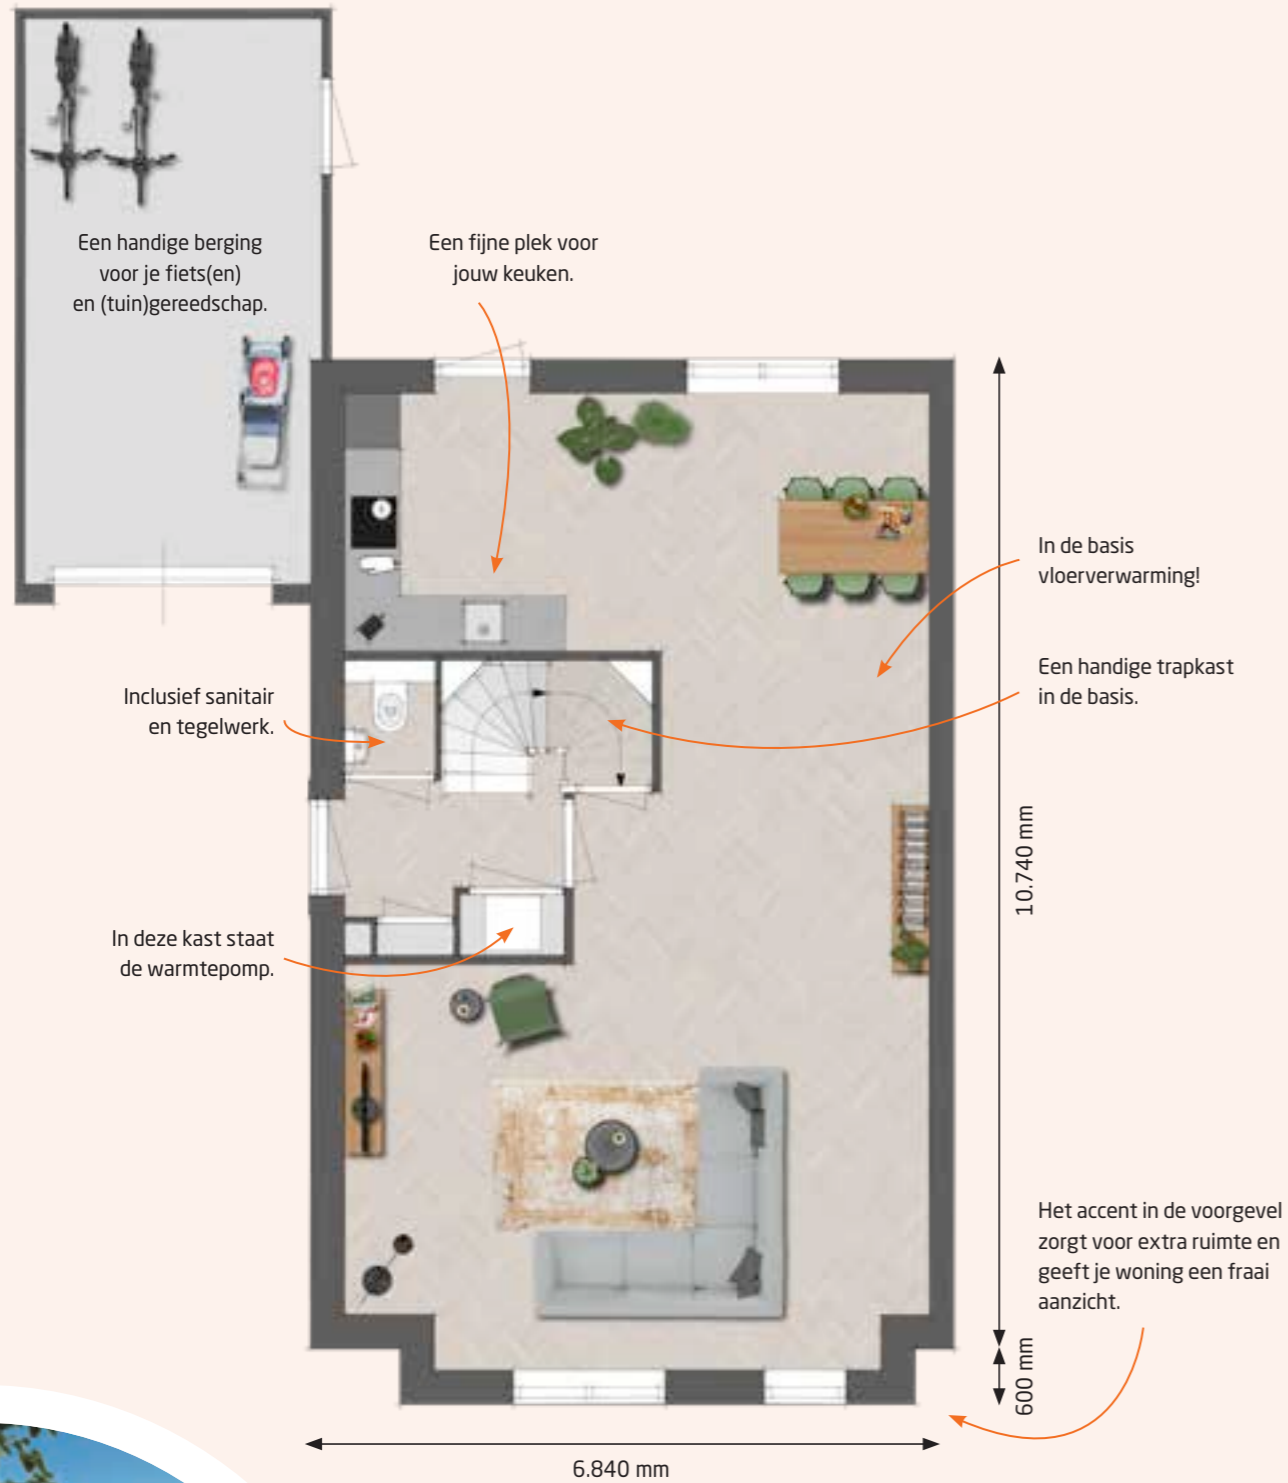 Een handige berging
voor je fiets(en)
en (tuin)gereedschap.
Een fijne plek voor
jouw keuken.
In de basis
vloerverwarming!
Een handige trapkast
in de basis.
Inclusief sanitair
en tegelwerk.
10.740 mm
In deze kast staat
de warmtepomp.
Het accent in de voorgevel
zorgt voor extra ruimte en
geeft je woning een fraai
aanzicht.
600 mm
6.840 mm